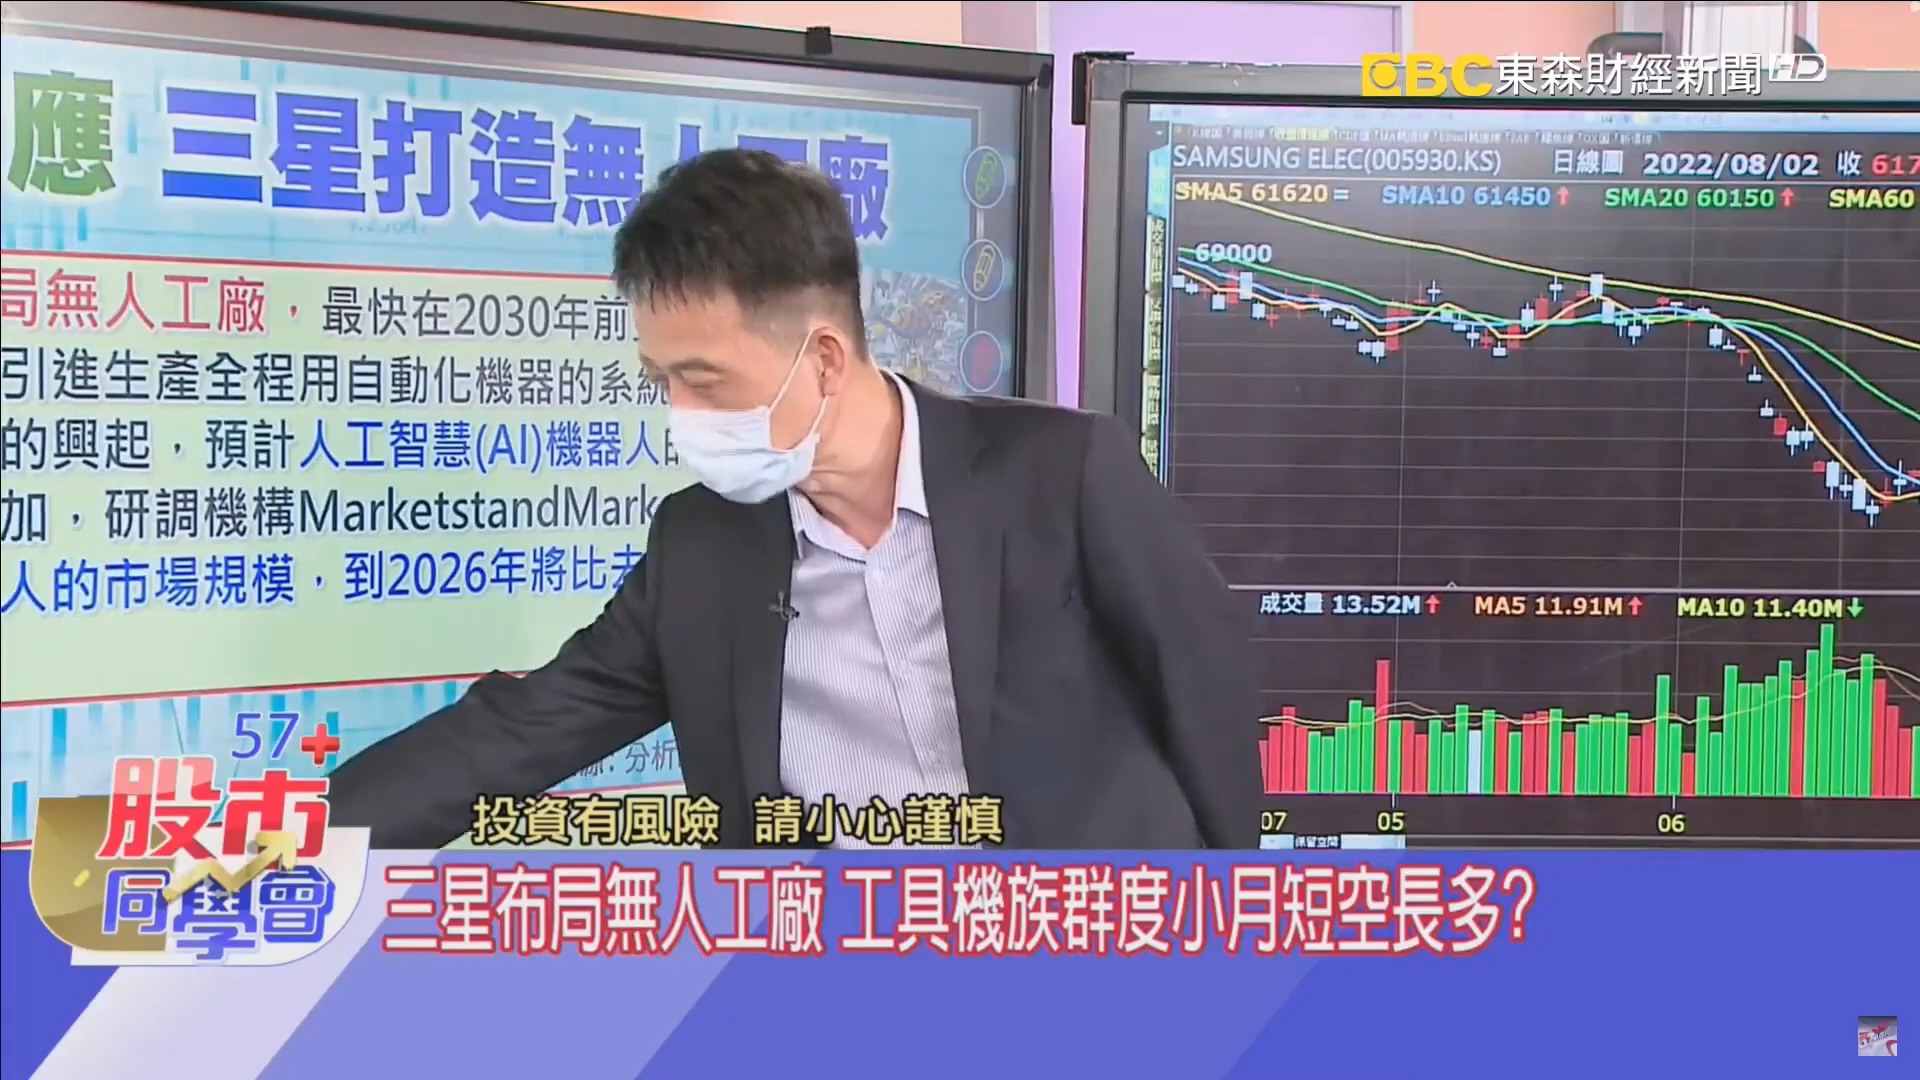 EBC 東森財經新聞 HD
應 三星打造無人工廠
局無人工廠,最快在2030年前
引進生產全程用自動化機器的系統
的興起,預計人工智慧(AI)機器人
加,研調機構MarketstandMark
人的市場規模,到2026年將比去
SAMSUNG ELEC(005930.KS) 日線圖 2022/08/02 收 617
SMA5 61620= SMA10 61450↑ SMA20 60150↑ SMA60
69000
成交量 13.52M↑ MA5 11.91M↑ MA10 11.40M↓
07 05 06
57+
股市
同學會
投資有風險 請小心謹慎
三星布局無人工廠 工具機族群度小月短空長多?